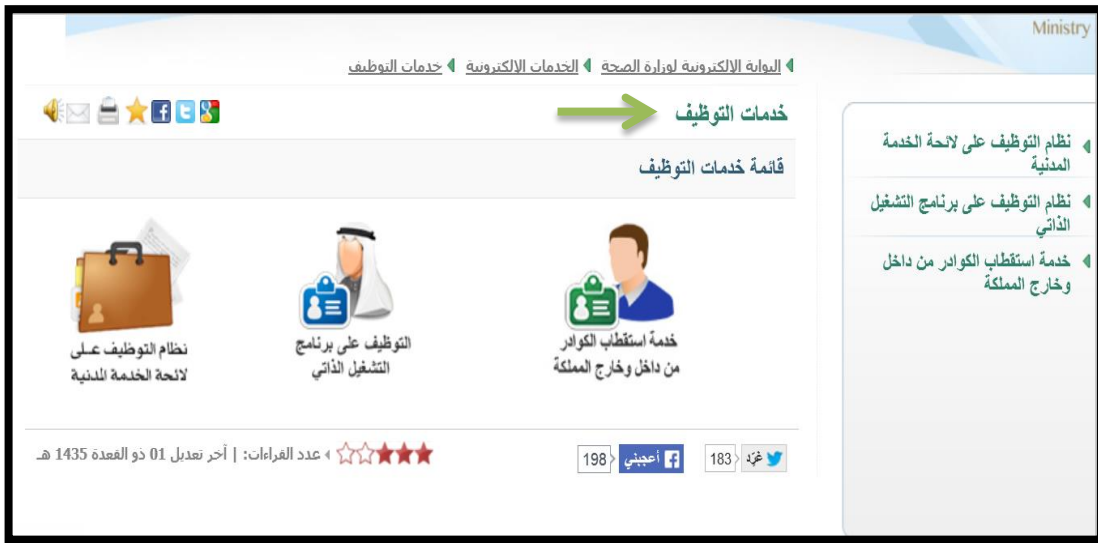 Ministry
البوابة الإلكترونية لوزارة الصحة
الخدمات الإلكترونية
خدمات التوظيف
خدمات التوظيف
قائمة خدمات التوظيف
نظام التوظيف على لائحة الخدمة
المدنية
نظام التوظيف على برنامج التشغيل
الذاتي
خدمة استقطاب الكوادر من داخل
وخارج المملكة
خدمة استقطاب الكوادر
من داخل وخارج المملكة
التوظيف على برنامج
التشغيل الذاتي
نظام التوظيف على
لائحة الخدمة المدنية
غرّد 183
أعجبني 198
عدد القراءات: | آخر تعديل 01 ذو القعدة 1435 هـ